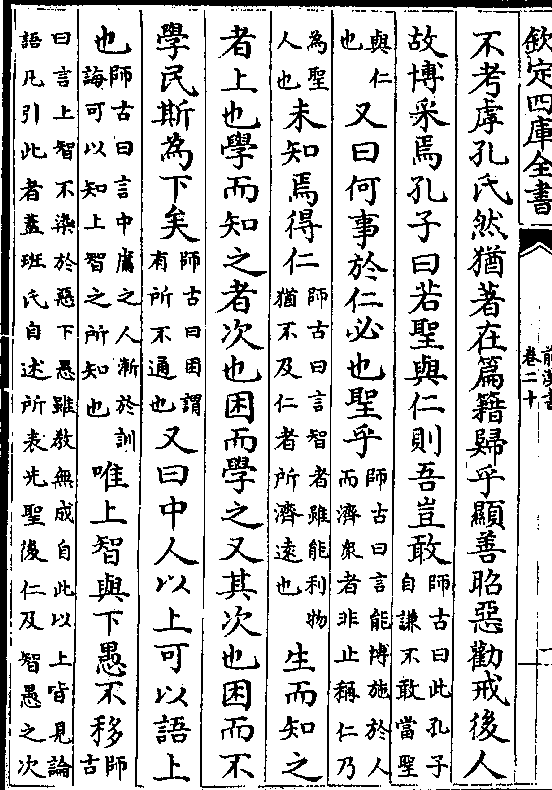 欽定四庫全書
前漢書
卷二十
不考虖孔氏然猶著在篇籍歸乎顯善昭惡勸戒後人
故博采焉孔子曰若聖與仁則吾豈敢師古曰此孔子自謙不敢當聖
與仁也又曰何事於仁必也聖乎師古曰言能博施於人而濟衆者非止稱仁乃
為聖人也未知焉得仁師古曰言智者雖能利物猶不及仁者所濟遠也生而知之
者上也學而知之者次也困而學之又其次也困而不
學民斯為下矣師古曰困謂有所不通也又曰中人以上可以語上
也師古曰言中庸之人漸於訓誨可以知上智之所知也唯上智與下愚不移師古
曰言上智不染於惡下愚雖教無成自此以上皆見論
語凡引此者蓋班氏自述所表先聖後仁及智愚之次